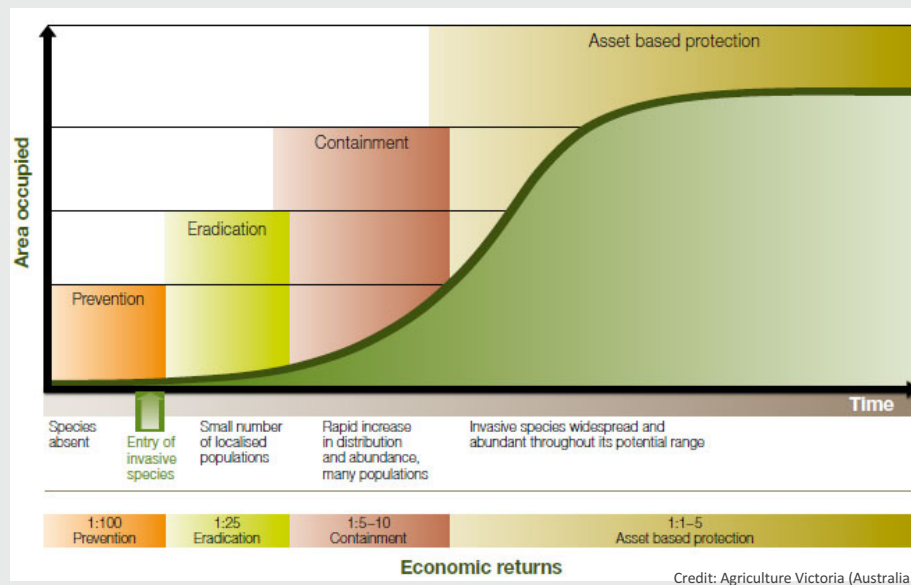 Asset based protection
Containment
Eradication
Prevention
Area occupied
Time
Species
absent
Entry of
invasive
species
Small number
of localised
populations
Rapid increase
in distribution
and abundance,
many populations
Invasive species widespread and
abundant throughout its potential range
1:100
Prevention
1:25
Eradication
1:5–10
Containment
1:1–5
Asset based protection
Economic returns
Credit: Agriculture Victoria (Australia